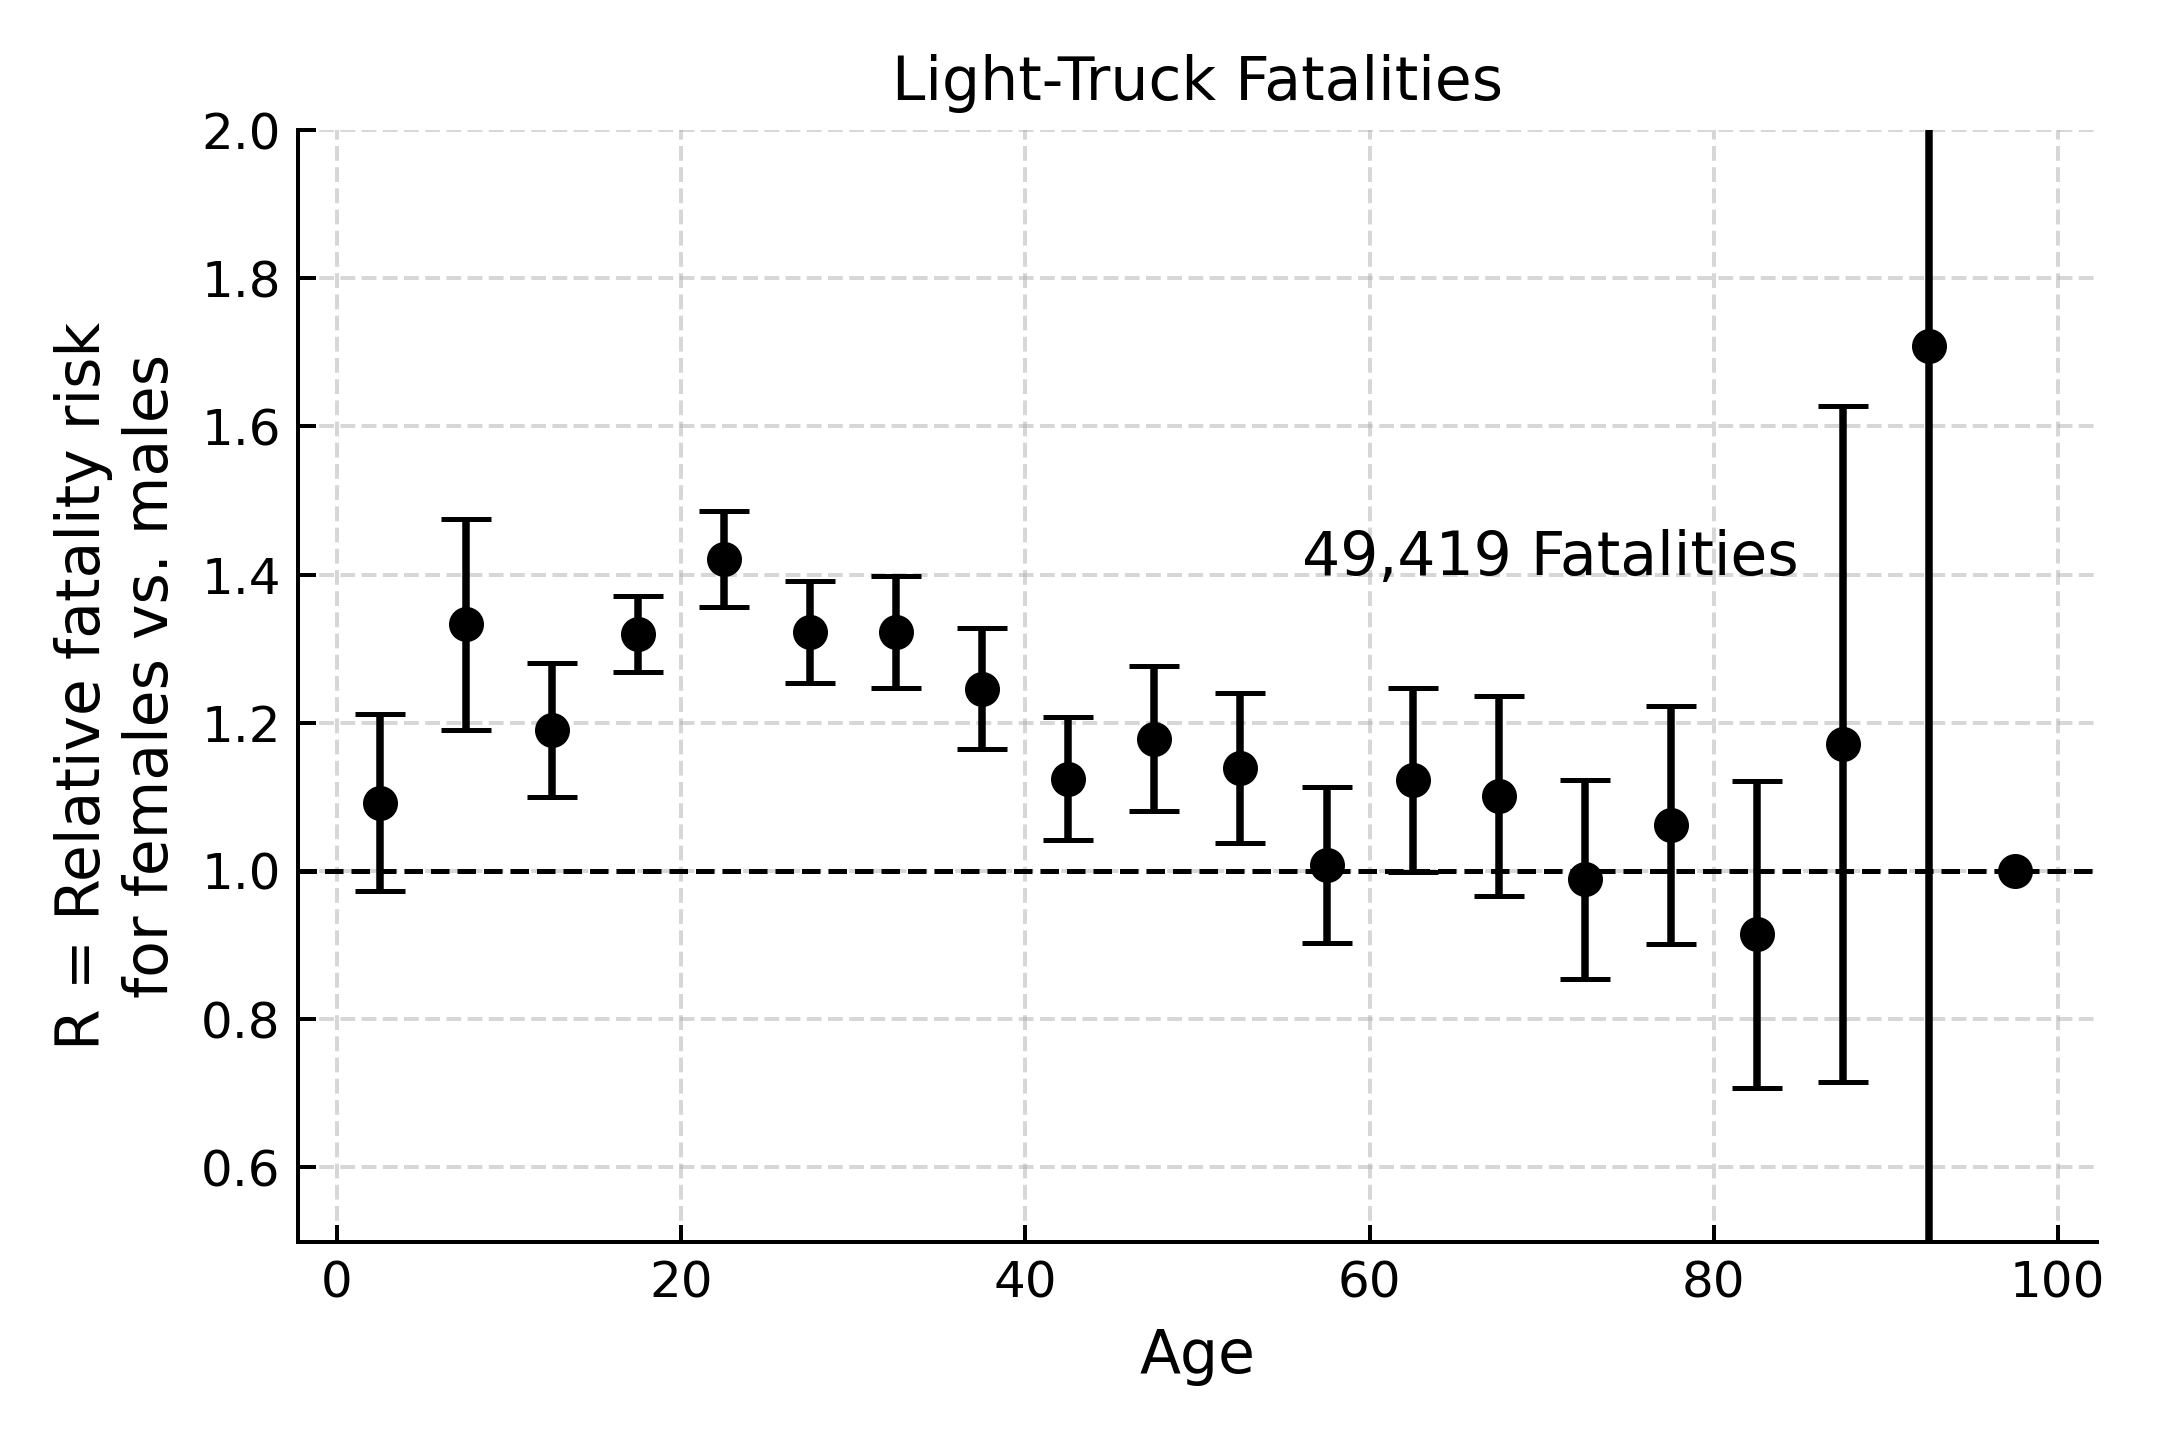 Light-Truck Fatalities
R = Relative fatality risk
for females vs. males
2.0
1.8
1.6
1.4
1.2
1.0
0.8
0.6
49,419 Fatalities
0 20 40 60 80 100
Age